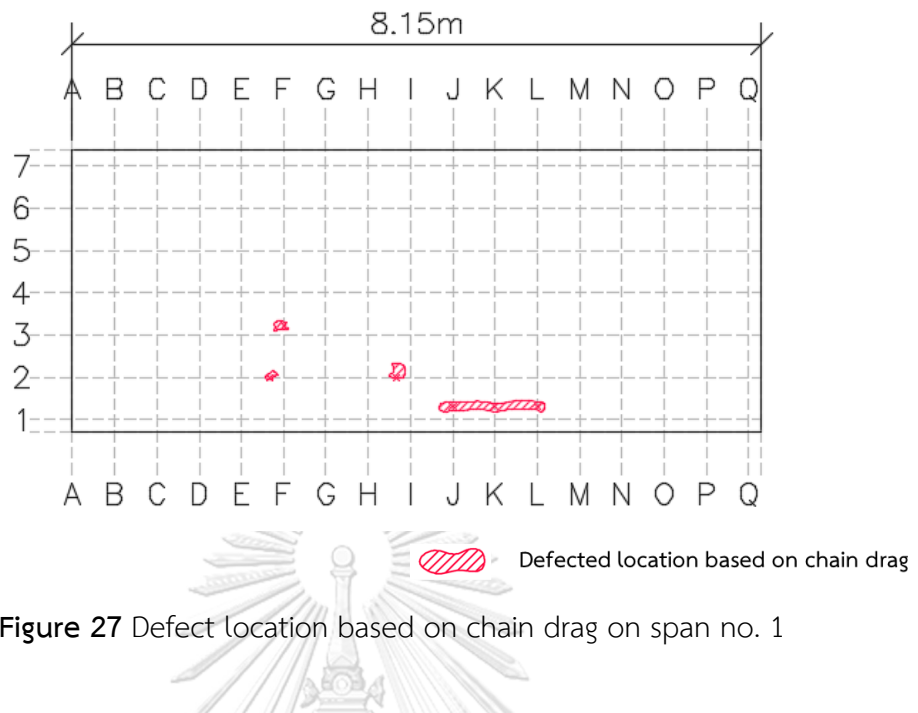 8.15m
A B C D E F G H I J K L M N O P Q
7
6
5
4
3
2
1
A B C D E F G H I J K L M N O P Q
Defected location based on chain drag
Figure 27 Defect location based on chain drag on span no. 1